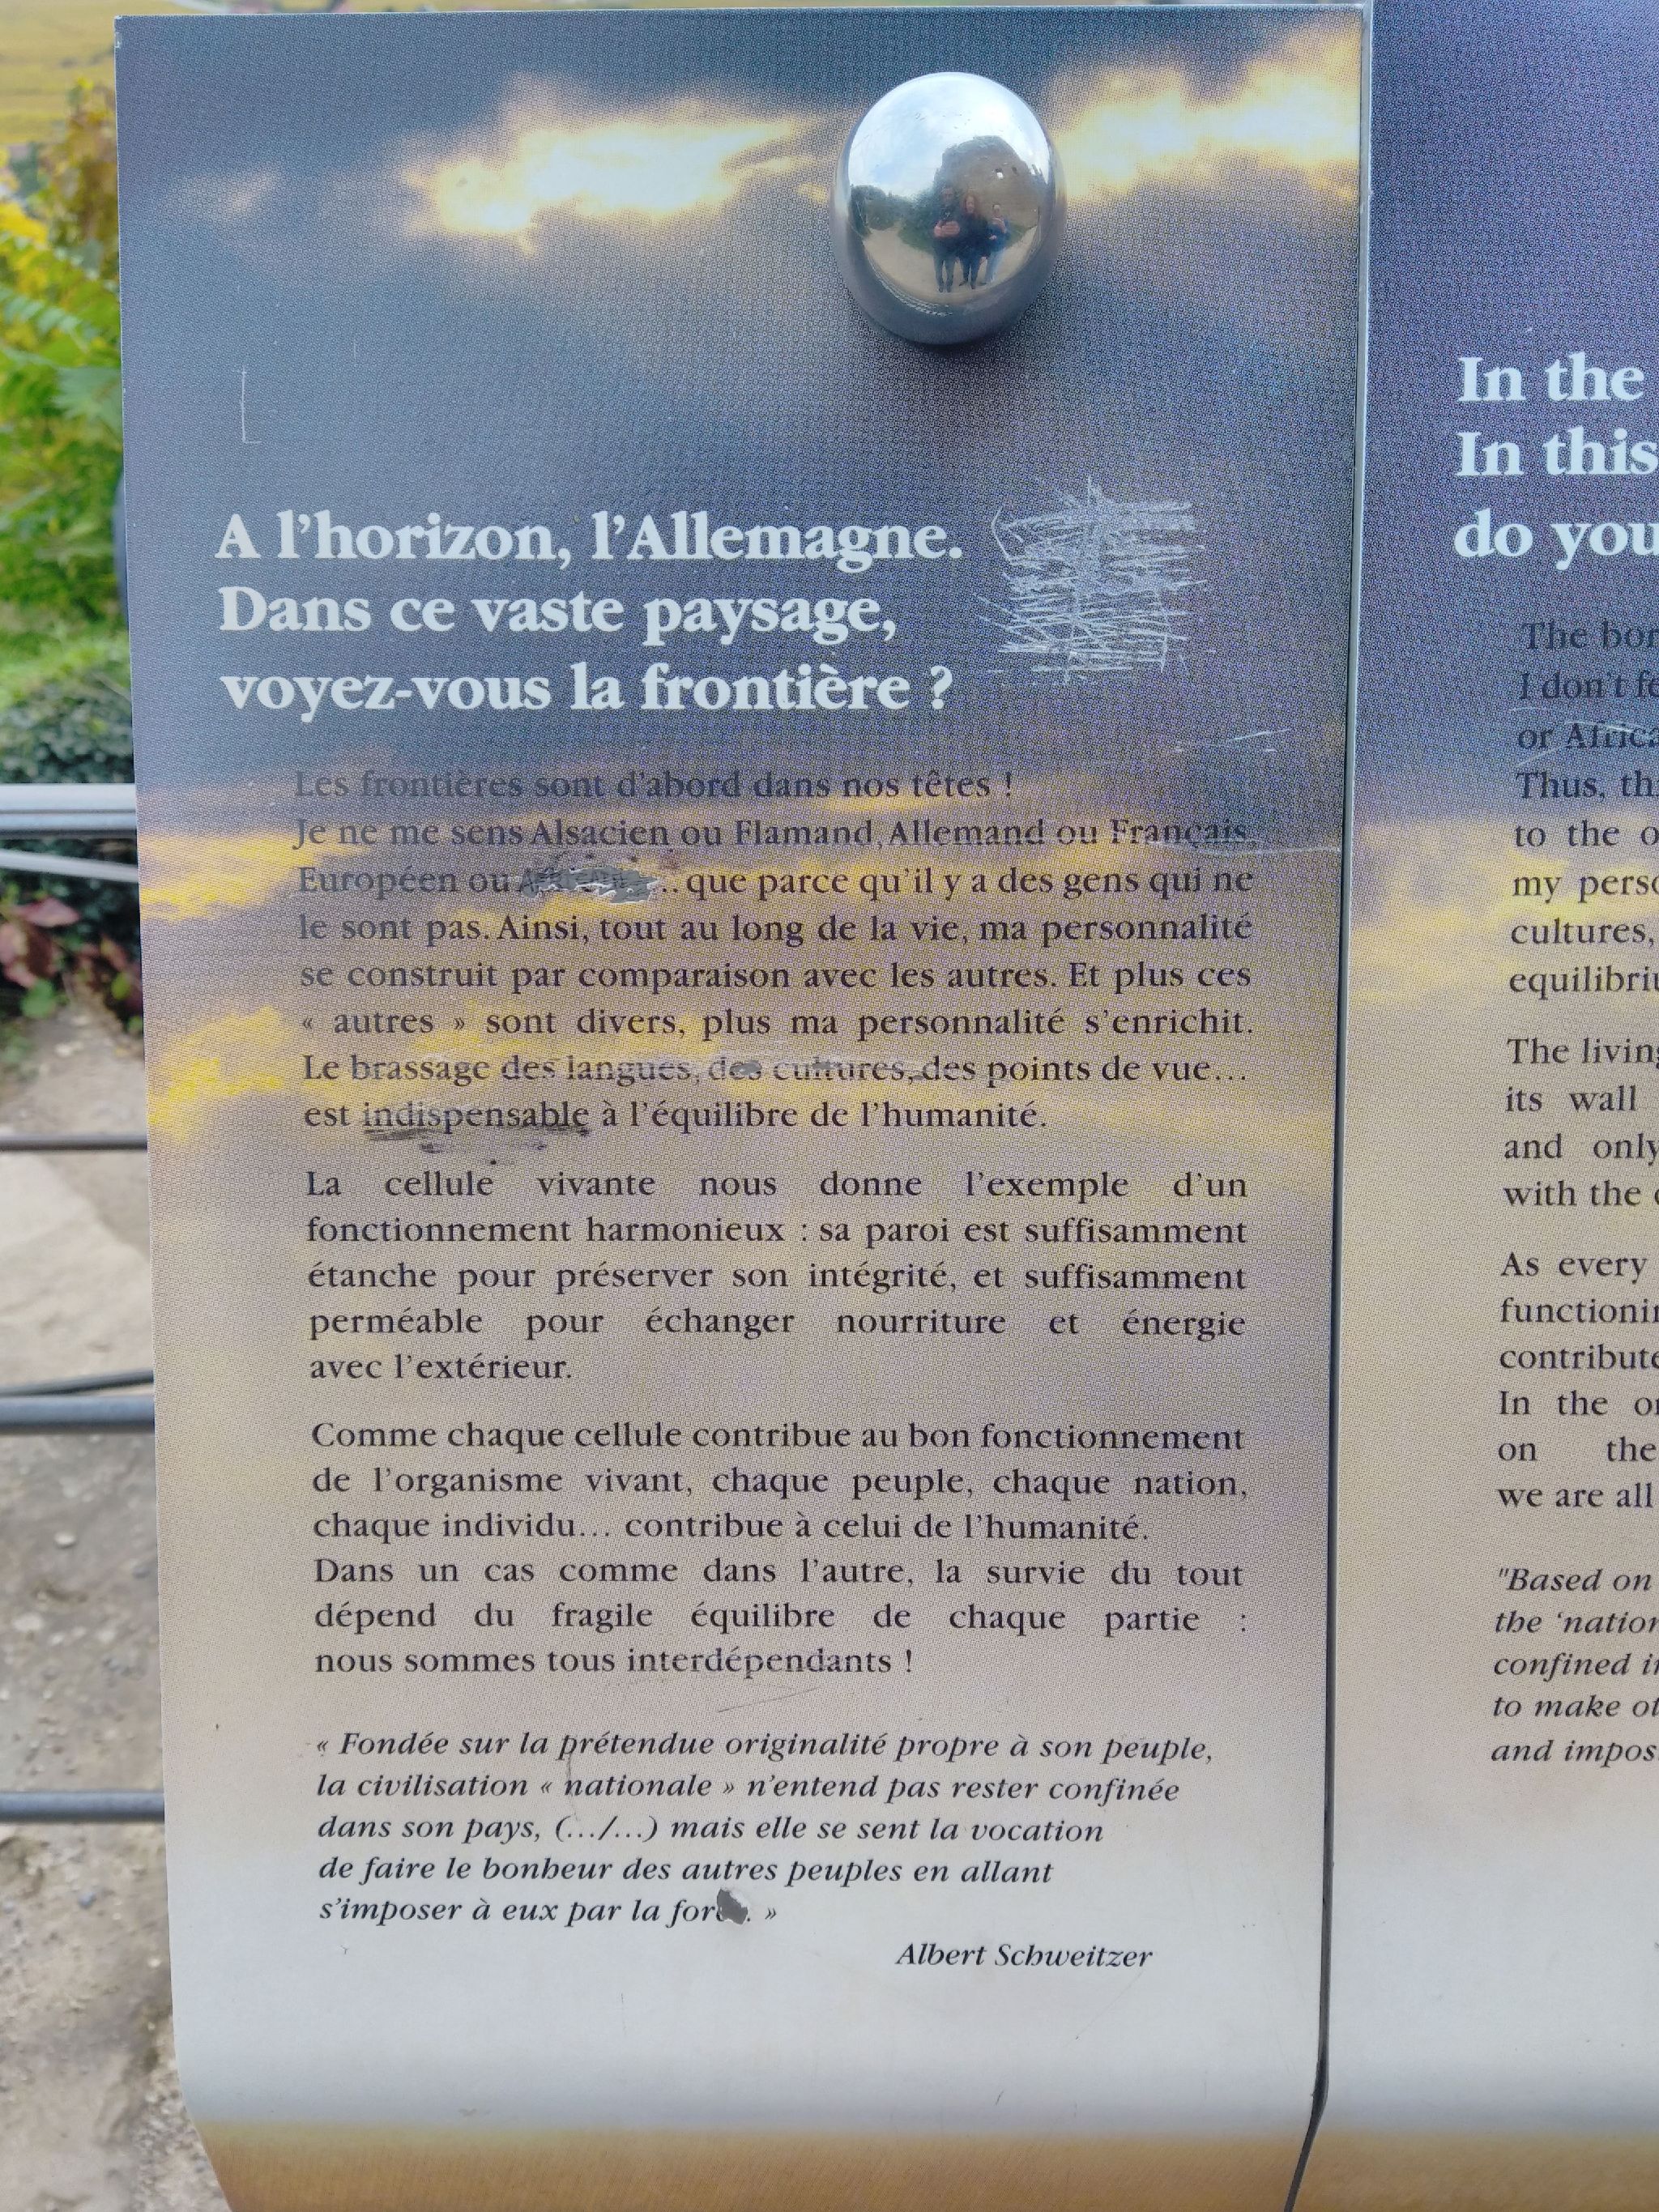 A l'horizon, l'Allemagne.
Dans ce vaste paysage,
voyez-vous la frontière ?
Les frontières sont d'abord dans nos têtes !
Je ne me sens Alsacien ou Flamand, Allemand ou Français,
Européen ou ... que parce qu'il y a des gens qui ne
le sont pas. Ainsi, tout au long de la vie, ma personnalité
se construit par comparaison avec les autres. Et plus ces
« autres » sont divers, plus ma personnalité s'enrichit.
Le brassage des langues, des cultures, des points de vue...
est indispensable à l'équilibre de l'humanité.
La cellule vivante nous donne l'exemple d'un
fonctionnement harmonieux : sa paroi est suffisamment
étanche pour préserver son intégrité, et suffisamment
perméable pour échanger nourriture et énergie
avec l'extérieur.
Comme chaque cellule contribue au bon fonctionnement
de l'organisme vivant, chaque peuple, chaque nation,
chaque individu... contribue à celui de l'humanité.
Dans un cas comme dans l'autre, la survie du tout
dépend du fragile équilibre de chaque partie :
nous sommes tous interdépendants !
« Fondée sur la prétendue originalité propre à son peuple,
la civilisation « nationale » n'entend pas rester confinée
dans son pays, (.../...) mais elle se sent la vocation
de faire le bonheur des autres peuples en allant
s'imposer à eux par la . »
Albert Schweitzer
In the
In this
do you
The
I don't
or
Thus,
to the
my
cultures,
The living
its wall
and only
with the
As every
In the
on the
we are all
"Based on
the
confined
to make
and